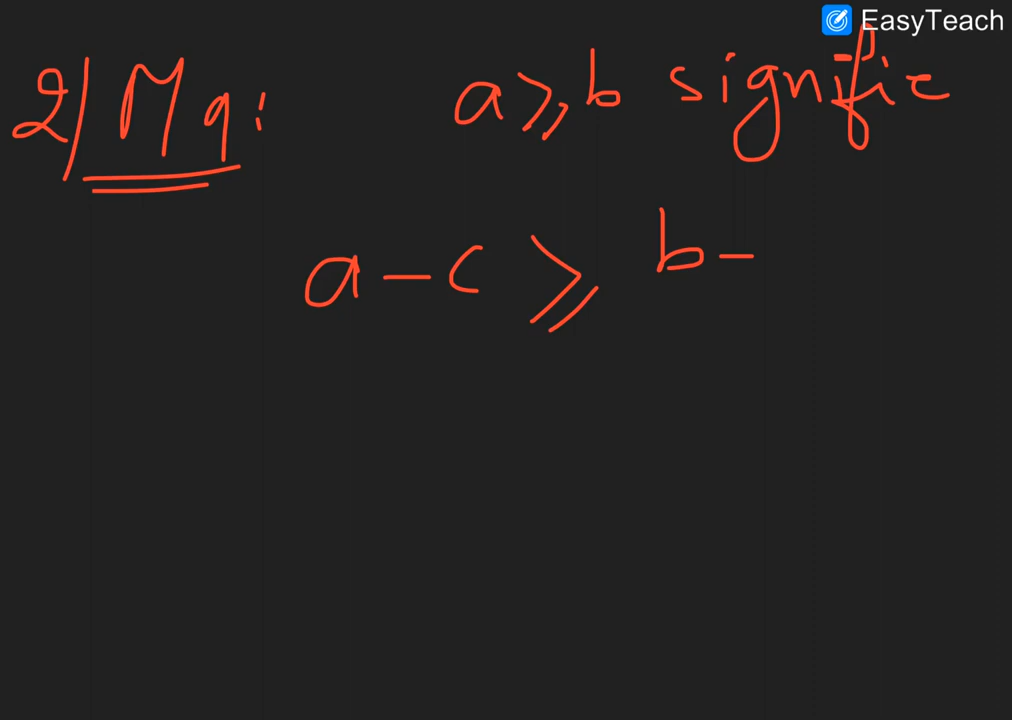 EasyTeach
2/ Mq: a ⩾ b signifie
a - c ⩾ b -